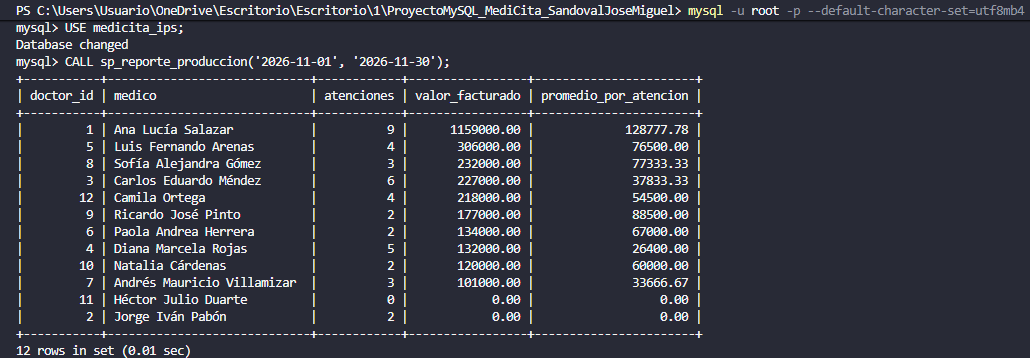 PS C:\Users\Usuario\OneDrive\Escritorio\Escritorio\1\ProyectoMySQL_MediCita_SandovalJoseMiguel> mysql -u root -p --default-character-set=utf8mb4
mysql> USE medicita_ips;
Database changed
mysql> CALL sp_reporte_produccion('2026-11-01', '2026-11-30');
+-----------+----------------------------+------------+-----------------+-----------------------+
| doctor_id | medico                     | atenciones | valor_facturado | promedio_por_atencion |
+-----------+----------------------------+------------+-----------------+-----------------------+
|         1 | Ana Lucía Salazar          |          9 |      1159000.00 |             128777.78 |
|         5 | Luis Fernando Arenas       |          4 |       306000.00 |              76500.00 |
|         8 | Sofía Alejandra Gómez      |          3 |       232000.00 |              77333.33 |
|         3 | Carlos Eduardo Méndez      |          6 |       227000.00 |              37833.33 |
|        12 | Camila Ortega              |          4 |       218000.00 |              54500.00 |
|         9 | Ricardo José Pinto         |          2 |       177000.00 |              88500.00 |
|         6 | Paola Andrea Herrera       |          2 |       134000.00 |              67000.00 |
|         4 | Diana Marcela Rojas        |          5 |       132000.00 |              26400.00 |
|        10 | Natalia Cárdenas           |          2 |       120000.00 |              60000.00 |
|         7 | Andrés Mauricio Villamizar |          3 |       101000.00 |              33666.67 |
|        11 | Héctor Julio Duarte        |          0 |            0.00 |                  0.00 |
|         2 | Jorge Iván Pabón           |          2 |            0.00 |                  0.00 |
+-----------+----------------------------+------------+-----------------+-----------------------+
12 rows in set (0.01 sec)